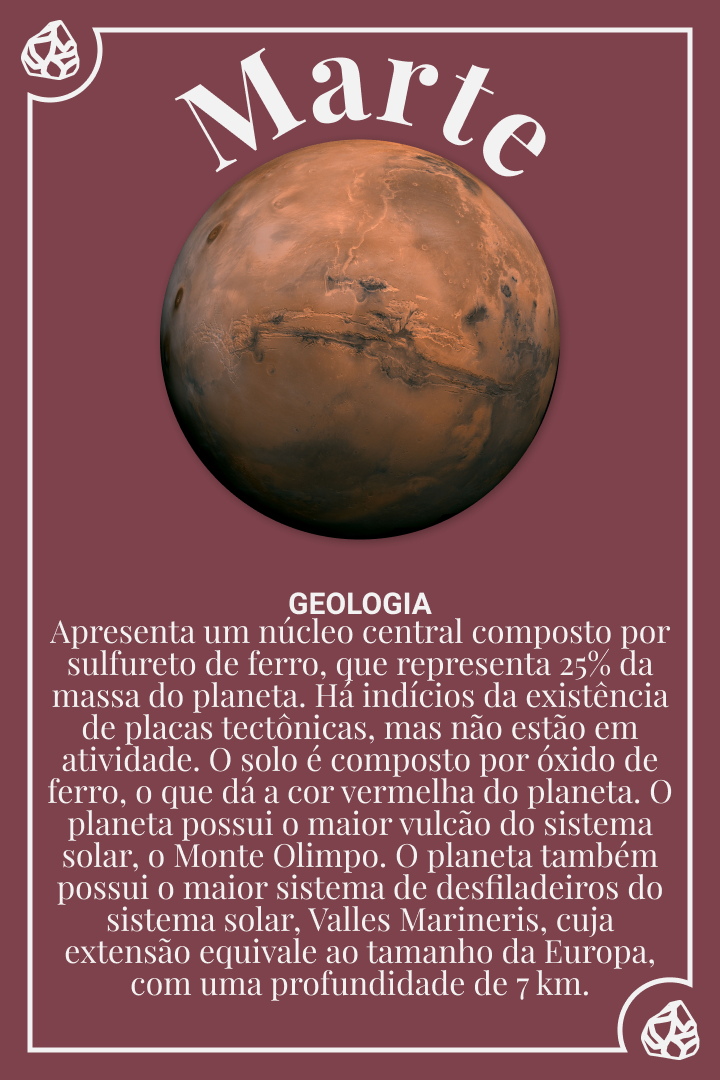 Marte
GEOLOGIA
Apresenta um núcleo central composto por
sulfureto de ferro, que representa 25% da
massa do planeta. Há indícios da existência
de placas tectônicas, mas não estão em
atividade. O solo é composto por óxido de
ferro, o que dá a cor vermelha do planeta. O
planeta possui o maior vulcão do sistema
solar, o Monte Olimpo. O planeta também
possui o maior sistema de desfiladeiros do
sistema solar, Valles Marineris, cuja
extensão equivale ao tamanho da Europa,
com uma profundidade de 7 km.